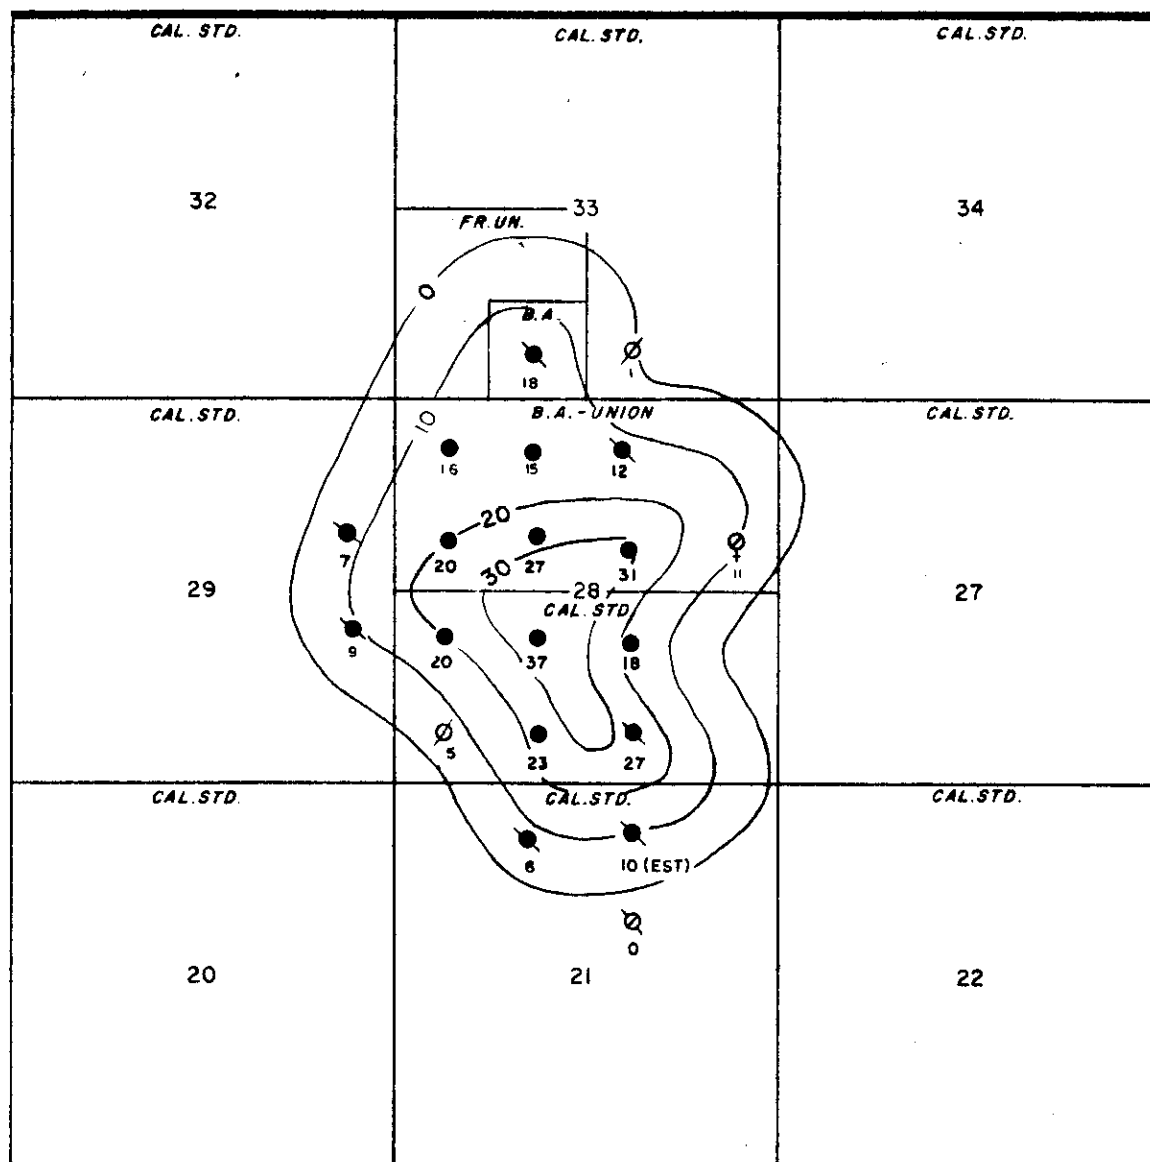 CAL. STD.
CAL. STD.
CAL. STD.
32
33
34
FR. UN.
0
B. A.
18
1
CAL. STD.
B. A. - UNION
CAL. STD.
10
16
15
12
20
7
20
27
31
11
30
29
28
27
CAL. STD.
9
20
37
18
5
23
27
CAL. STD.
CAL. STD.
CAL. STD.
6
10 (EST)
0
20
21
22